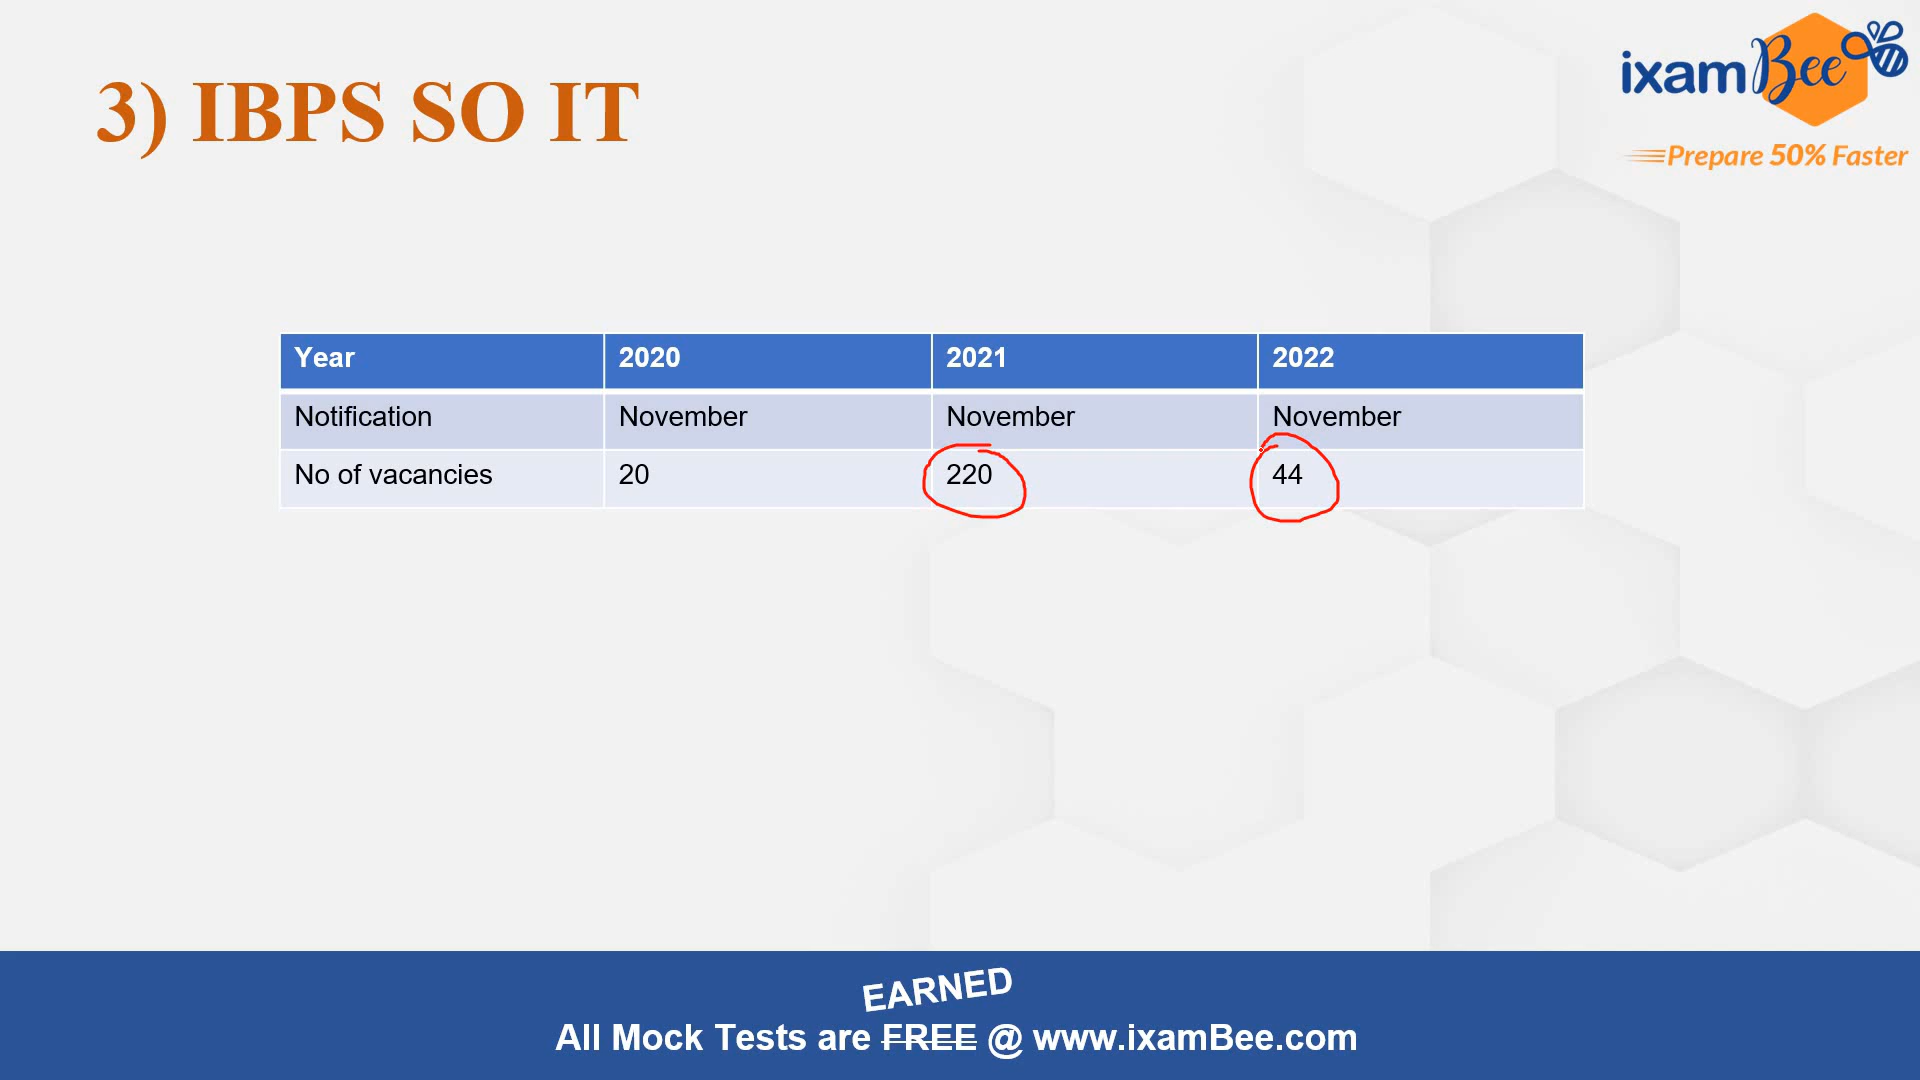 3) IBPS SO IT
ixamBee
Prepare 50% Faster
Year 2020 2021 2022
Notification November November November
No of vacancies 20 220 44
EARNED
All Mock Tests are FREE @ www.ixamBee.com